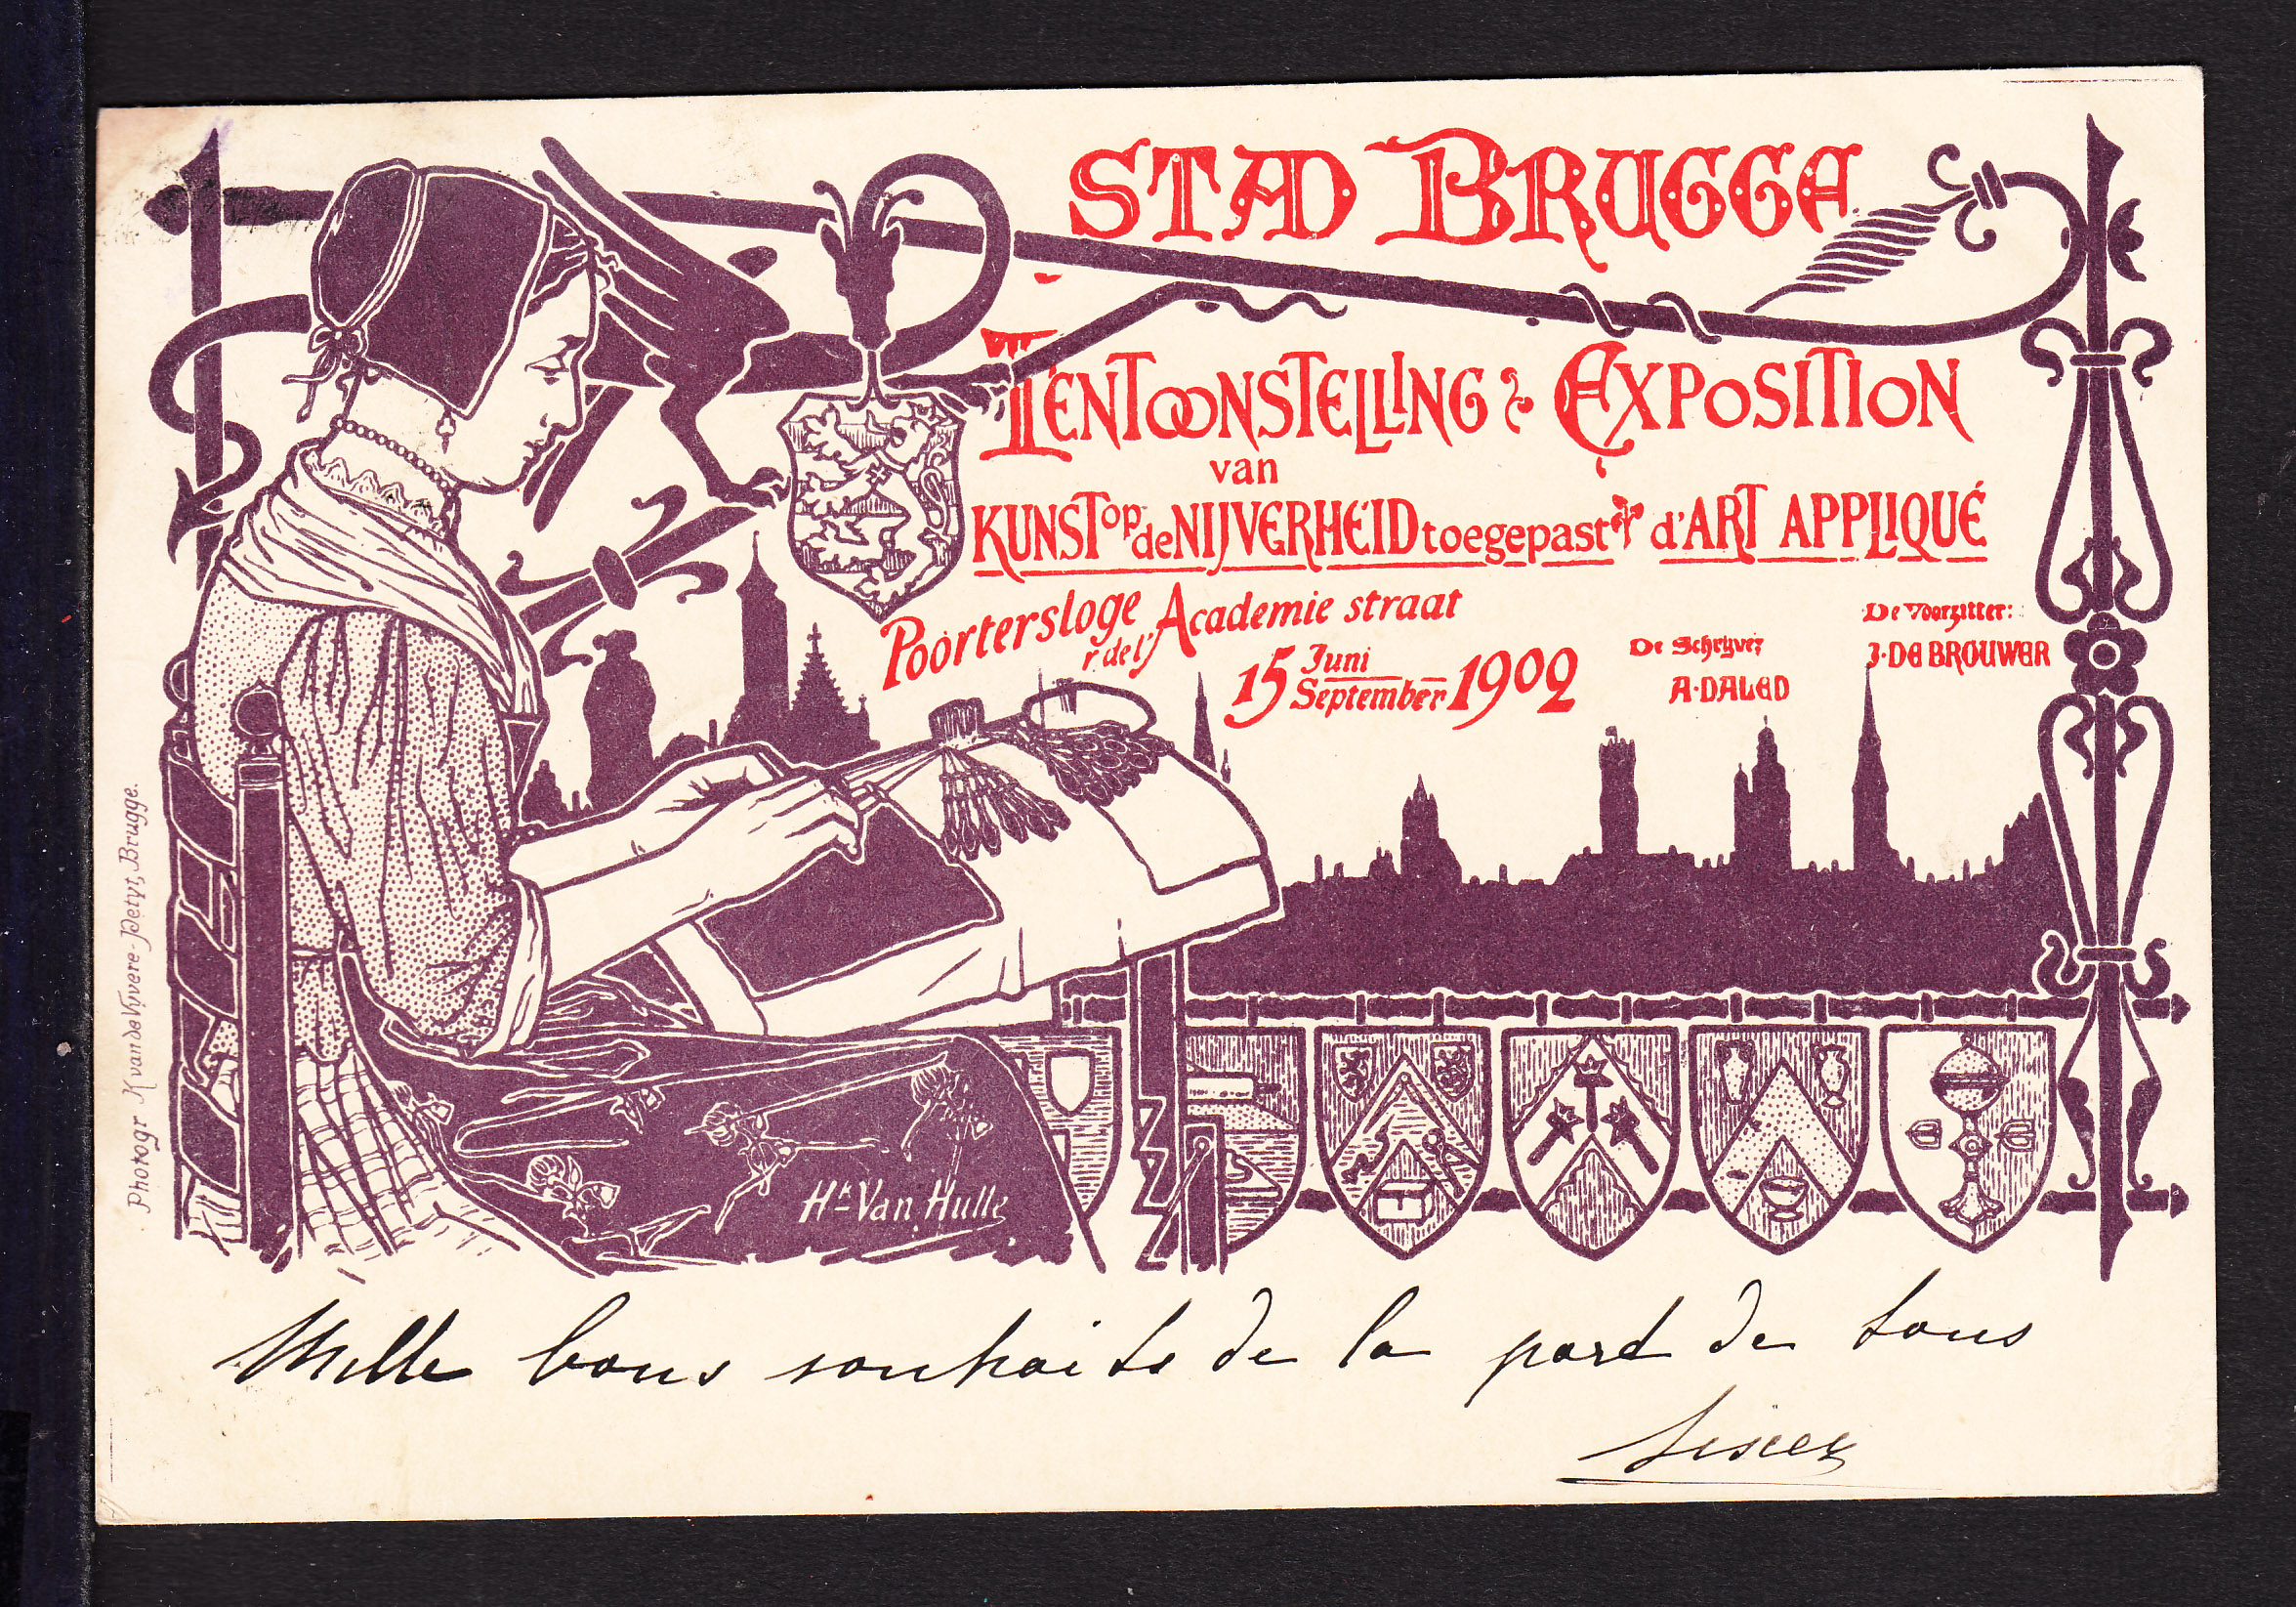 STAD BRUGGE
TENTOONSTELLING & EXPOSITION
van
KUNST op de NIJVERHEID toegepast d'ART APPLIQUÉ
Poortersloge Academie straat
r. de l'
15 Juni September 1902
De Schrijver
A. DALED
De Voorzitter:
J. DE BROUWER
Photogr K van de Vyvere-Petyt, Brugge.
Hk Van Hulle
Mille bons souhaits de la part de tous